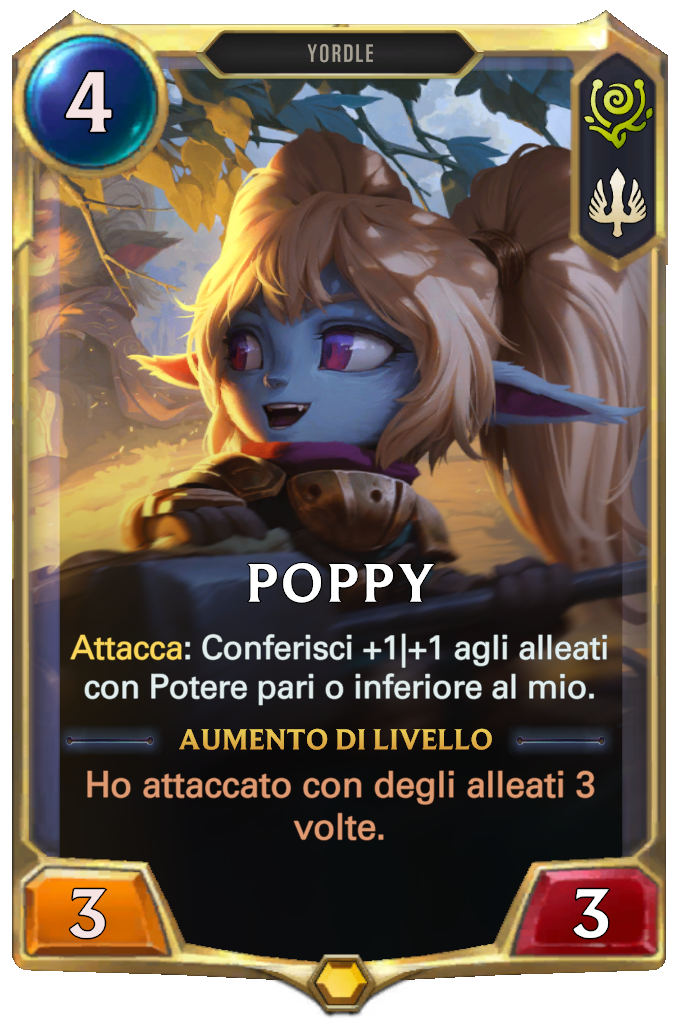 YORDLE
4
POPPY
Attacca: Conferisci +1|+1 agli alleati
con Potere pari o inferiore al mio.
AUMENTO DI LIVELLO
Ho attaccato con degli alleati 3
volte.
3
3